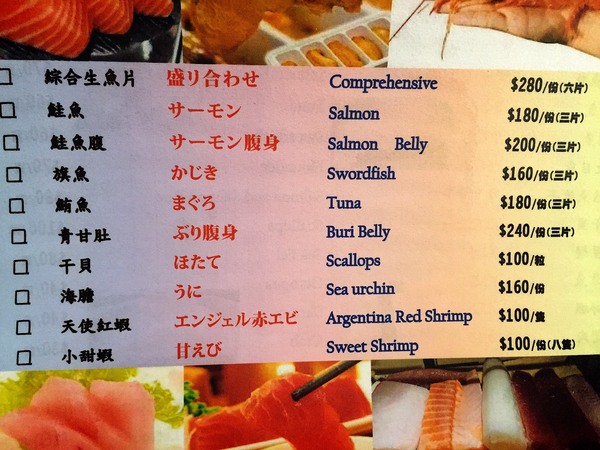 綜合生魚片 盛り合わせ Comprehensive $280/份(六片)
鮭魚 サーモン Salmon $180/份(三片)
鮭魚腹 サーモン腹身 Salmon Belly $200/份(三片)
旗魚 かじき Swordfish $160/份(三片)
鮪魚 まぐろ Tuna $180/份(三片)
青甘肚 ぶり腹身 Buri Belly $240/份(三片)
干貝 ほたて Scallops $100/粒
海膽 うに Sea urchin $160/份
天使紅蝦 エンジェル赤エビ Argentina Red Shrimp $100/隻
小甜蝦 甘えび Sweet Shrimp $100/份(八隻)